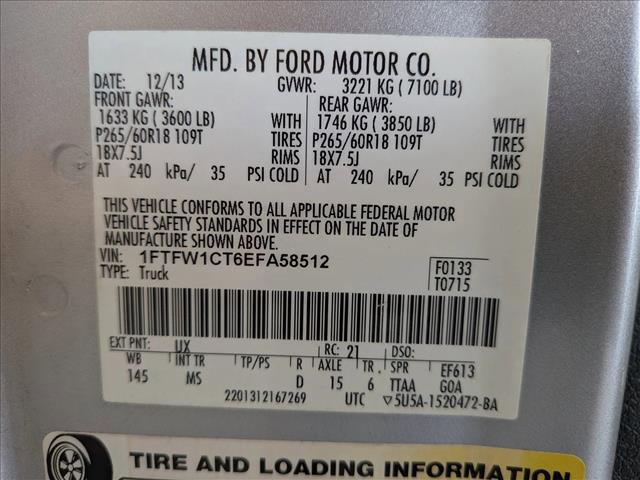 MFD. BY FORD MOTOR CO.
DATE: 12/13 GVWR: 3221 KG ( 7100 LB)
FRONT GAWR: REAR GAWR:
1633 KG ( 3600 LB) WITH 1746 KG ( 3850 LB) WITH
P265/60R18 109T TIRES P265/60R18 109T TIRES
18X7.5J RIMS 18X7.5J RIMS
AT 240 kPa/ 35 PSI COLD AT 240 kPa/ 35 PSI COLD
THIS VEHICLE CONFORMS TO ALL APPLICABLE FEDERAL MOTOR
VEHICLE SAFETY STANDARDS IN EFFECT ON THE DATE OF
MANUFACTURE SHOWN ABOVE.
VIN: 1FTFW1CT6EFA58512 F0133
TYPE: Truck T0715
EXT PNT: UX RC: 21 DSO:
WB INT TR TP/PS R AXLE TR. SPR EF613
145 MS D 15 6 TTAA GOA
2201312167269 UTC ▽5U5A-1520472-BA
TIRE AND LOADING INFORMATION